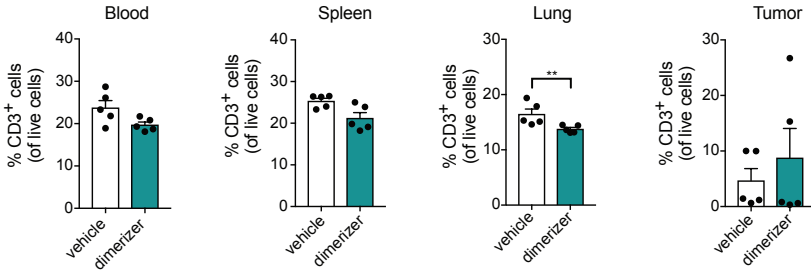 Blood
% CD3+ cells
(of live cells)
40
30
20
10
0
vehicle
dimerizer
Spleen
% CD3+ cells
(of live cells)
40
30
20
10
0
vehicle
dimerizer
Lung
% CD3+ cells
(of live cells)
30
20
10
0
**
vehicle
dimerizer
Tumor
% CD3+ cells
(of live cells)
30
20
10
0
vehicle
dimerizer